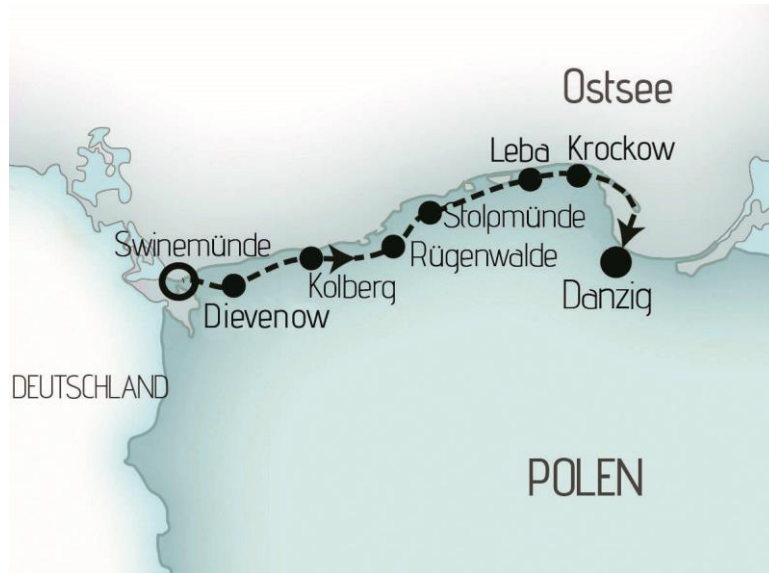 Ostsee
Leba
Krockow
Stolpmünde
Swinemünde
Rügenwalde
Kolberg
Danzig
Dievenow
DEUTSCHLAND
POLEN